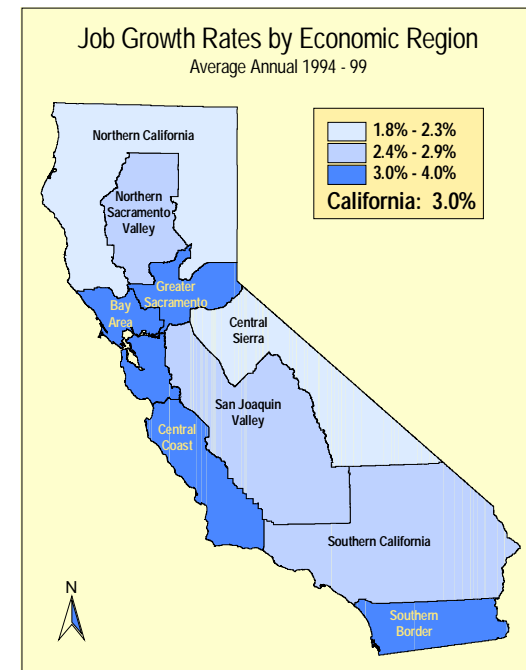 Job Growth Rates by Economic Region
Average Annual 1994 - 99
1.8% - 2.3%
2.4% - 2.9%
3.0% - 4.0%
California: 3.0%
Northern California
Northern
Sacramento
Valley
Greater
Sacramento
Bay
Area
Central
Sierra
San Joaquin
Valley
Central
Coast
Southern California
Southern
Border
N